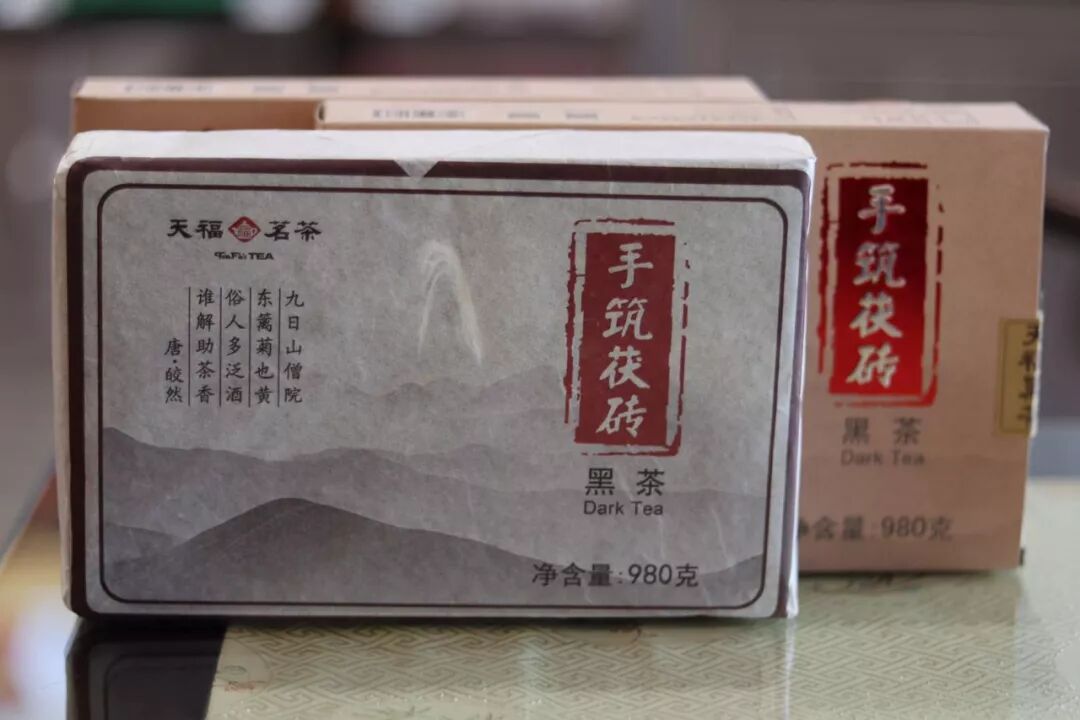 天福茗茶
TenFu's TEA
九日山僧院
东篱菊也黄
俗人多泛酒
谁解助茶香
唐·皎然
手筑茯砖
黑茶
Dark Tea
净含量:980克
手筑茯砖
黑茶
Dark Tea
净含量:980克